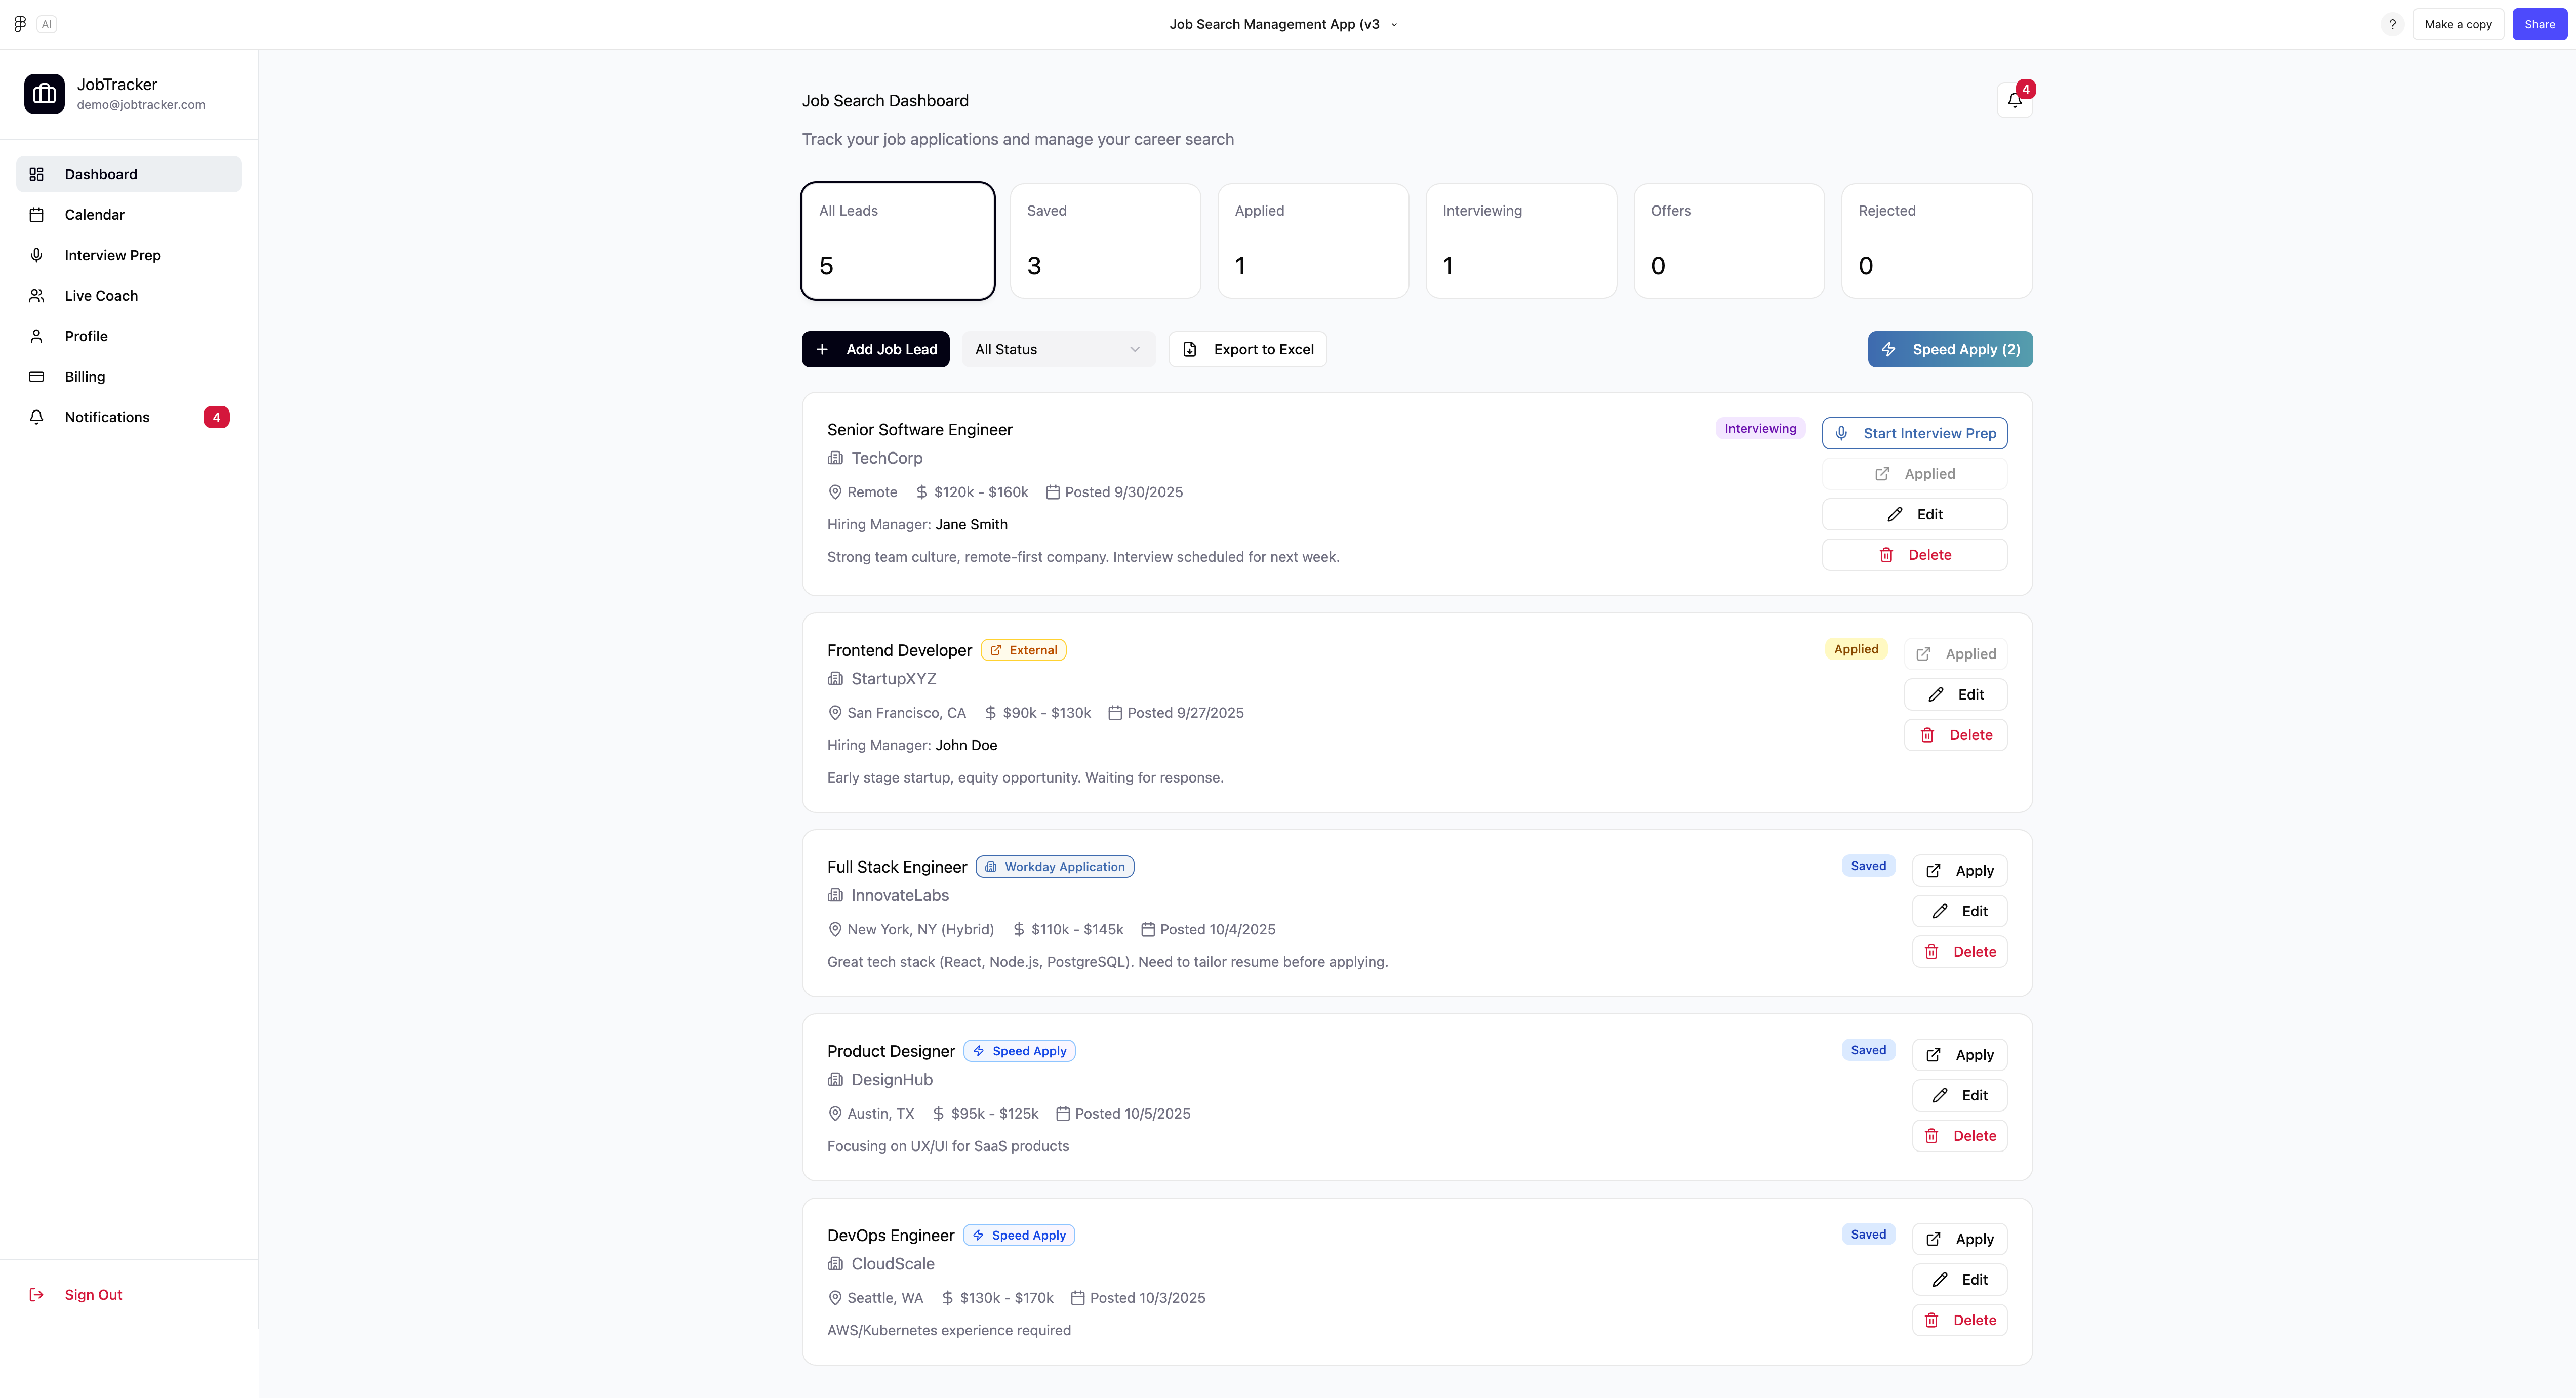 AI
Job Search Management App (v3
?
Make a copy
Share
JobTracker
demo@jobtracker.com
Dashboard
Calendar
Interview Prep
Live Coach
Profile
Billing
Notifications
4
Sign Out
Job Search Dashboard
4
Track your job applications and manage your career search
All Leads
5
Saved
3
Applied
1
Interviewing
1
Offers
0
Rejected
0
Add Job Lead
All Status
Export to Excel
Speed Apply (2)
Senior Software Engineer
TechCorp
Remote $120k - $160k Posted 9/30/2025
Hiring Manager: Jane Smith
Strong team culture, remote-first company. Interview scheduled for next week.
Interviewing
Start Interview Prep
Applied
Edit
Delete
Frontend Developer External
StartupXYZ
San Francisco, CA $90k - $130k Posted 9/27/2025
Hiring Manager: John Doe
Early stage startup, equity opportunity. Waiting for response.
Applied
Applied
Edit
Delete
Full Stack Engineer Workday Application
InnovateLabs
New York, NY (Hybrid) $110k - $145k Posted 10/4/2025
Great tech stack (React, Node.js, PostgreSQL). Need to tailor resume before applying.
Saved
Apply
Edit
Delete
Product Designer Speed Apply
DesignHub
Austin, TX $95k - $125k Posted 10/5/2025
Focusing on UX/UI for SaaS products
Saved
Apply
Edit
Delete
DevOps Engineer Speed Apply
CloudScale
Seattle, WA $130k - $170k Posted 10/3/2025
AWS/Kubernetes experience required
Saved
Apply
Edit
Delete